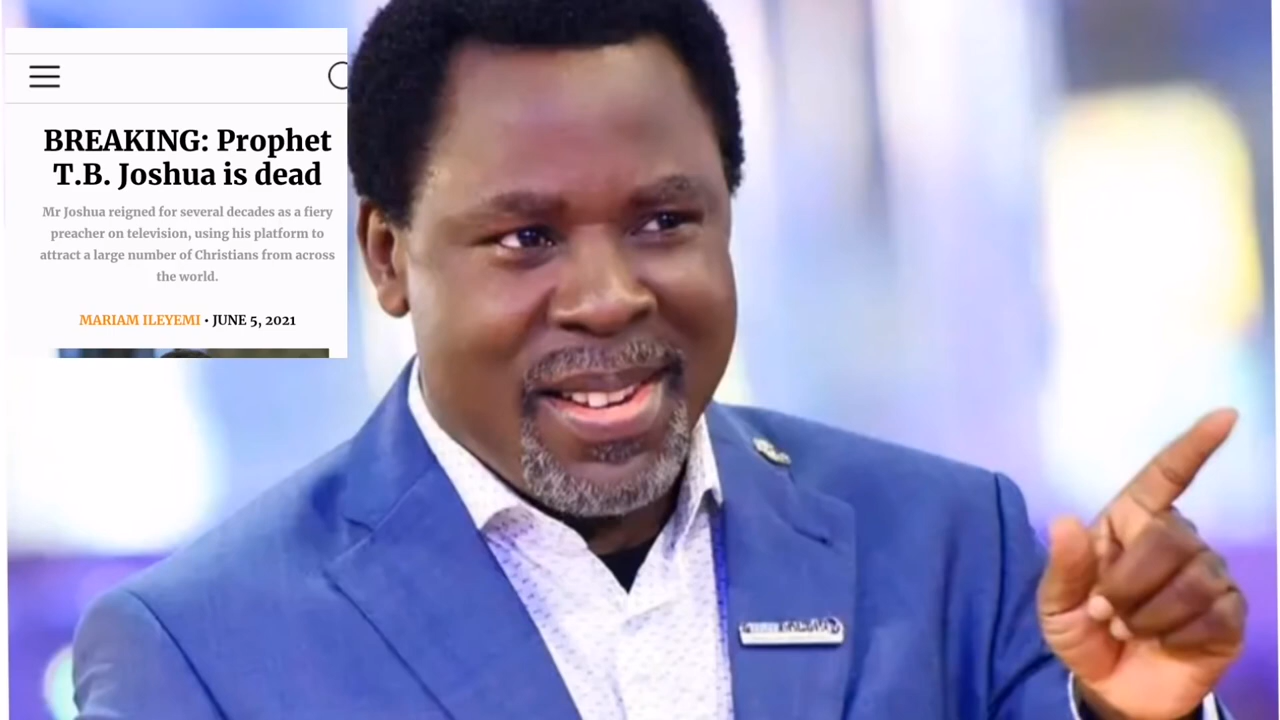 BREAKING: Prophet
T.B. Joshua is dead
Mr Joshua reigned for several decades as a fiery
preacher on television, using his platform to
attract a large number of Christians from across
the world.
MARIAM ILEYEMI • JUNE 5, 2021